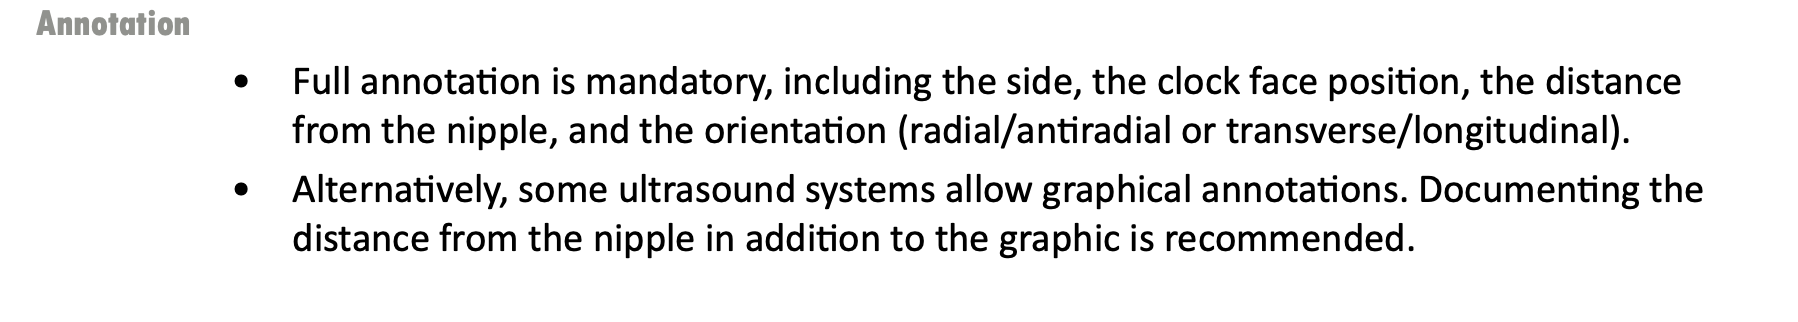 Annotation
• Full annotation is mandatory, including the side, the clock face position, the distance
from the nipple, and the orientation (radial/antiradial or transverse/longitudinal).
• Alternatively, some ultrasound systems allow graphical annotations. Documenting the
distance from the nipple in addition to the graphic is recommended.